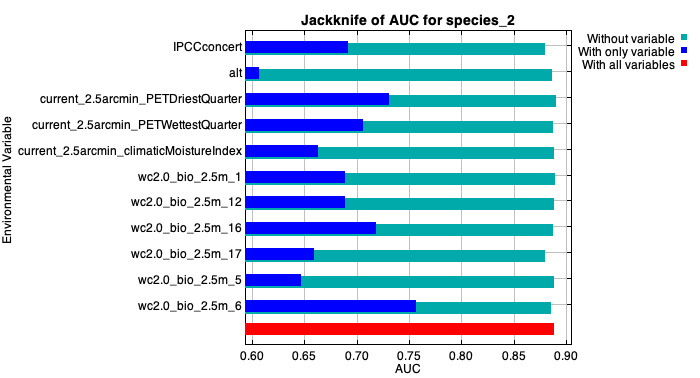 Jackknife of AUC for species_2
Without variable
With only variable
With all variables
Environmental Variable
IPCCconcert
alt
current_2.5arcmin_PETDriestQuarter
current_2.5arcmin_PETWettestQuarter
current_2.5arcmin_climaticMoistureIndex
wc2.0_bio_2.5m_1
wc2.0_bio_2.5m_12
wc2.0_bio_2.5m_16
wc2.0_bio_2.5m_17
wc2.0_bio_2.5m_5
wc2.0_bio_2.5m_6
0.60 0.65 0.70 0.75 0.80 0.85 0.90
AUC